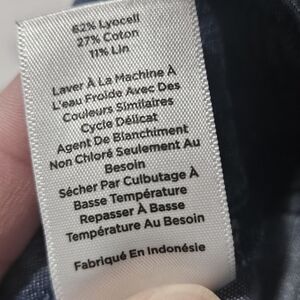 62% Lyocell
27% Coton
11% Lin
Laver À La Machine À
L'eau Froide Avec Des
Couleurs Similaires
Cycle Délicat
Agent De Blanchiment
Non Chloré Seulement Au
Besoin
Sécher Par Culbutage À
Basse Température
Repasser À Basse
Température Au Besoin
Fabriqué En Indonésie